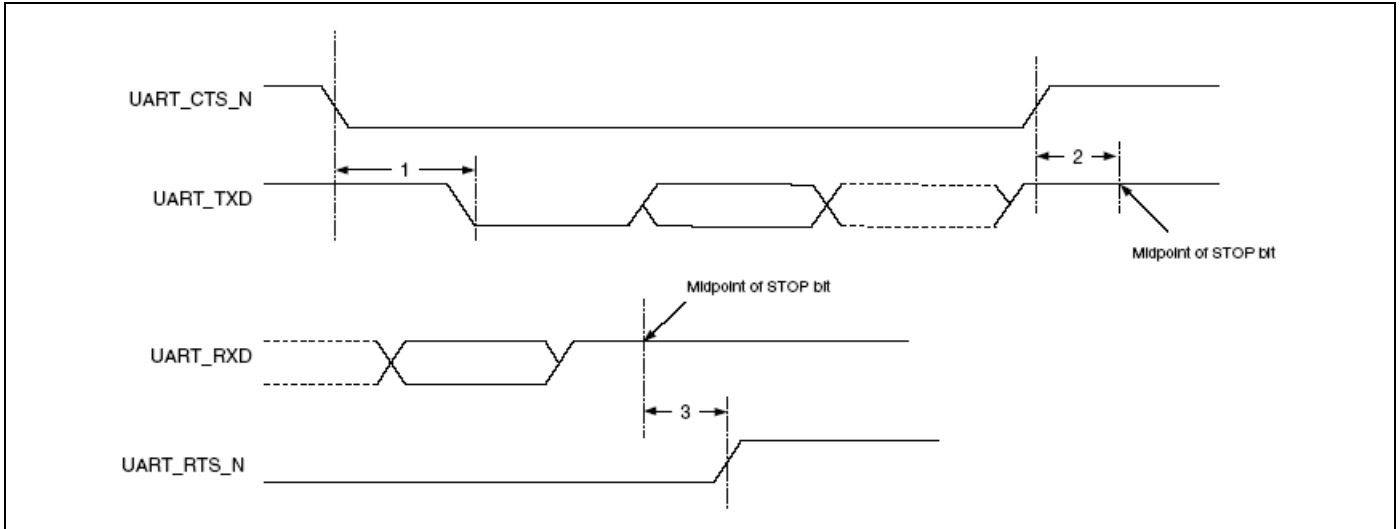 UART_CTS_N
1
2
UART_TXD
Midpoint of STOP bit
Midpoint of STOP bit
UART_RXD
3
UART_RTS_N